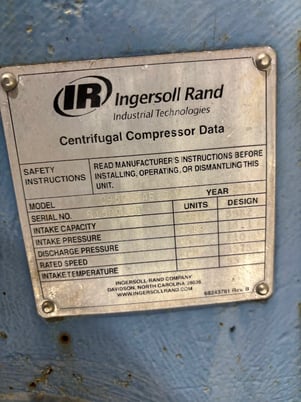 IR Ingersoll Rand
Industrial Technologies
Centrifugal Compressor Data
SAFETY INSTRUCTIONS
READ MANUFACTURER'S INSTRUCTIONS BEFORE
INSTALLING, OPERATING, OR DISMANTLING THIS
UNIT.
MODEL YEAR
SERIAL NO. UNITS DESIGN
INTAKE CAPACITY
INTAKE PRESSURE
DISCHARGE PRESSURE
RATED SPEED
INTAKE TEMPERATURE
INGERSOLL-RAND COMPANY
DAVIDSON, NORTH CAROLINA 28036
WWW.INGERSOLLRAND.COM
Rev. B